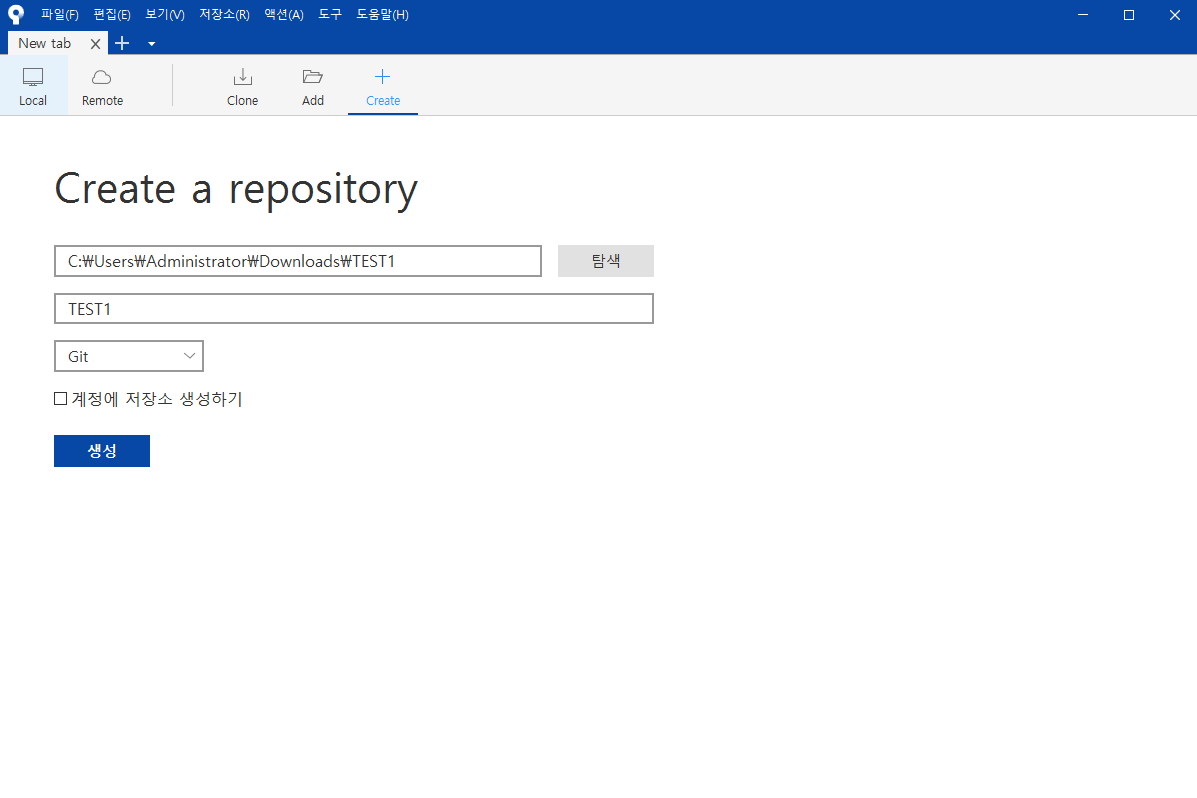 파일(F) 편집(E) 보기(V) 저장소(R) 액션(A) 도구 도움말(H)
New tab
Local Remote Clone Add Create
Create a repository
C:₩Users₩Administrator₩Downloads₩TEST1 탐색
TEST1
Git
계정에 저장소 생성하기
생성